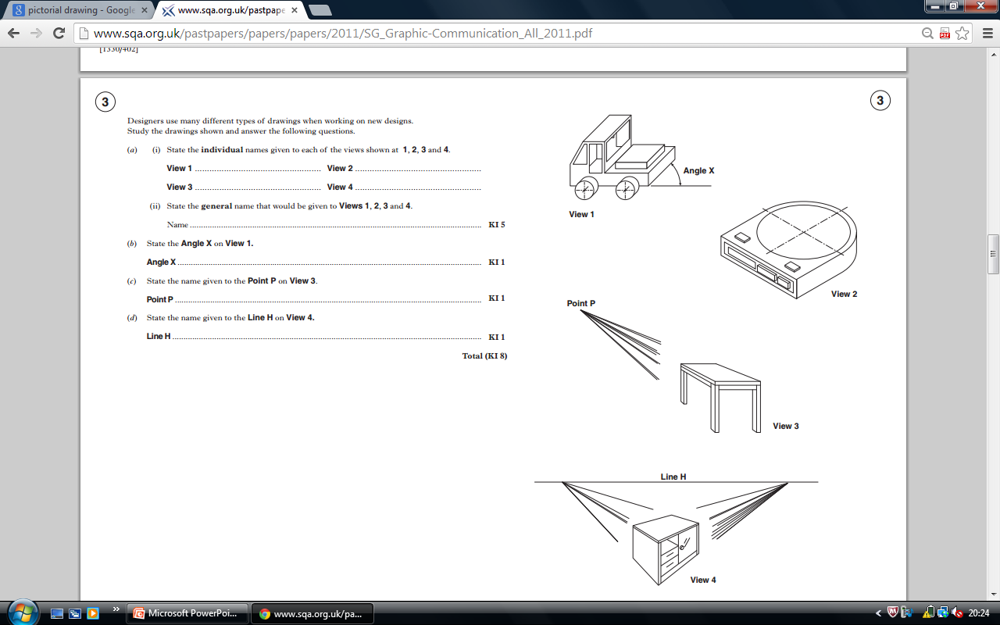 pictorial drawing - Google
www.sqa.org.uk/pastpape
www.sqa.org.uk/pastpapers/papers/papers/2011/SG_Graphic-Communication_All_2011.pdf
[1330/402]
3
3
Designers use many different types of drawings when working on new designs.
Study the drawings shown and answer the following questions.
(a) (i) State the individual names given to each of the views shown at 1, 2, 3 and 4.
View 1 ..................................................... View 2 .....................................................
View 3 ..................................................... View 4 .....................................................
(ii) State the general name that would be given to Views 1, 2, 3 and 4.
Name ............................................................ KI 5
(b) State the Angle X on View 1.
Angle X ............................................................ KI 1
(c) State the name given to the Point P on View 3.
Point P ............................................................ KI 1
(d) State the name given to the Line H on View 4.
Line H ............................................................ KI 1
Total (KI 8)
Angle X
View 1
View 2
Point P
View 3
Line H
View 4
Microsoft PowerPoi...
www.sqa.org.uk/pa...
20:24